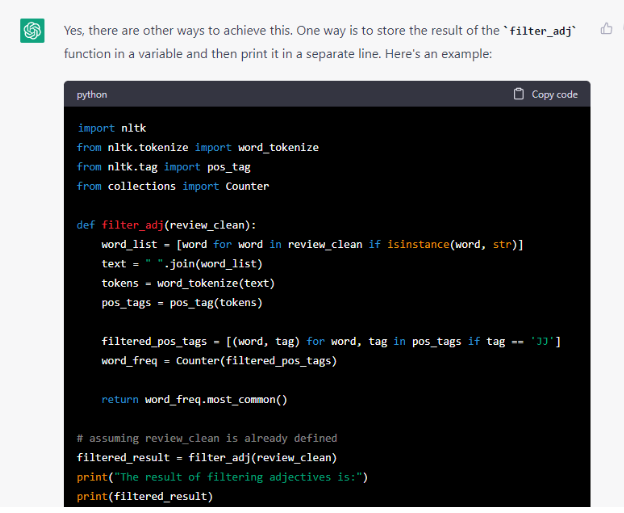 Yes, there are other ways to achieve this. One way is to store the result of the `filter_adj`
function in a variable and then print it in a separate line. Here's an example:
python
Copy code
import nltk
from nltk.tokenize import word_tokenize
from nltk.tag import pos_tag
from collections import Counter
def filter_adj(review_clean):
word_list = [word for word in review_clean if isinstance(word, str)]
text = " ".join(word_list)
tokens = word_tokenize(text)
pos_tags = pos_tag(tokens)
filtered_pos_tags = [(word, tag) for word, tag in pos_tags if tag == 'JJ']
word_freq = Counter(filtered_pos_tags)
return word_freq.most_common()
# assuming review_clean is already defined
filtered_result = filter_adj(review_clean)
print("The result of filtering adjectives is:")
print(filtered_result)